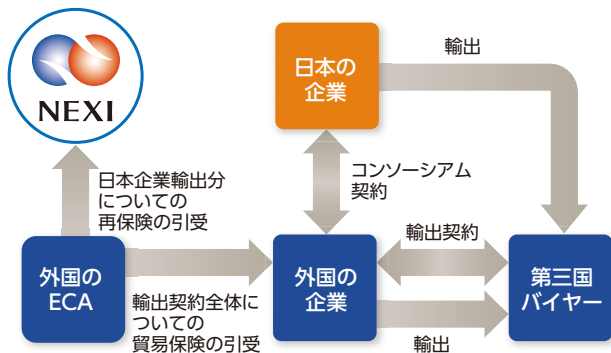 NEXI
日本の
企業
輸出
日本企業輸出分
についての
再保険の引受
コンソーシアム
契約
外国の
ECA
輸出契約全体に
ついての
貿易保険の引受
外国の
企業
輸出契約
輸出
第三国
バイヤー